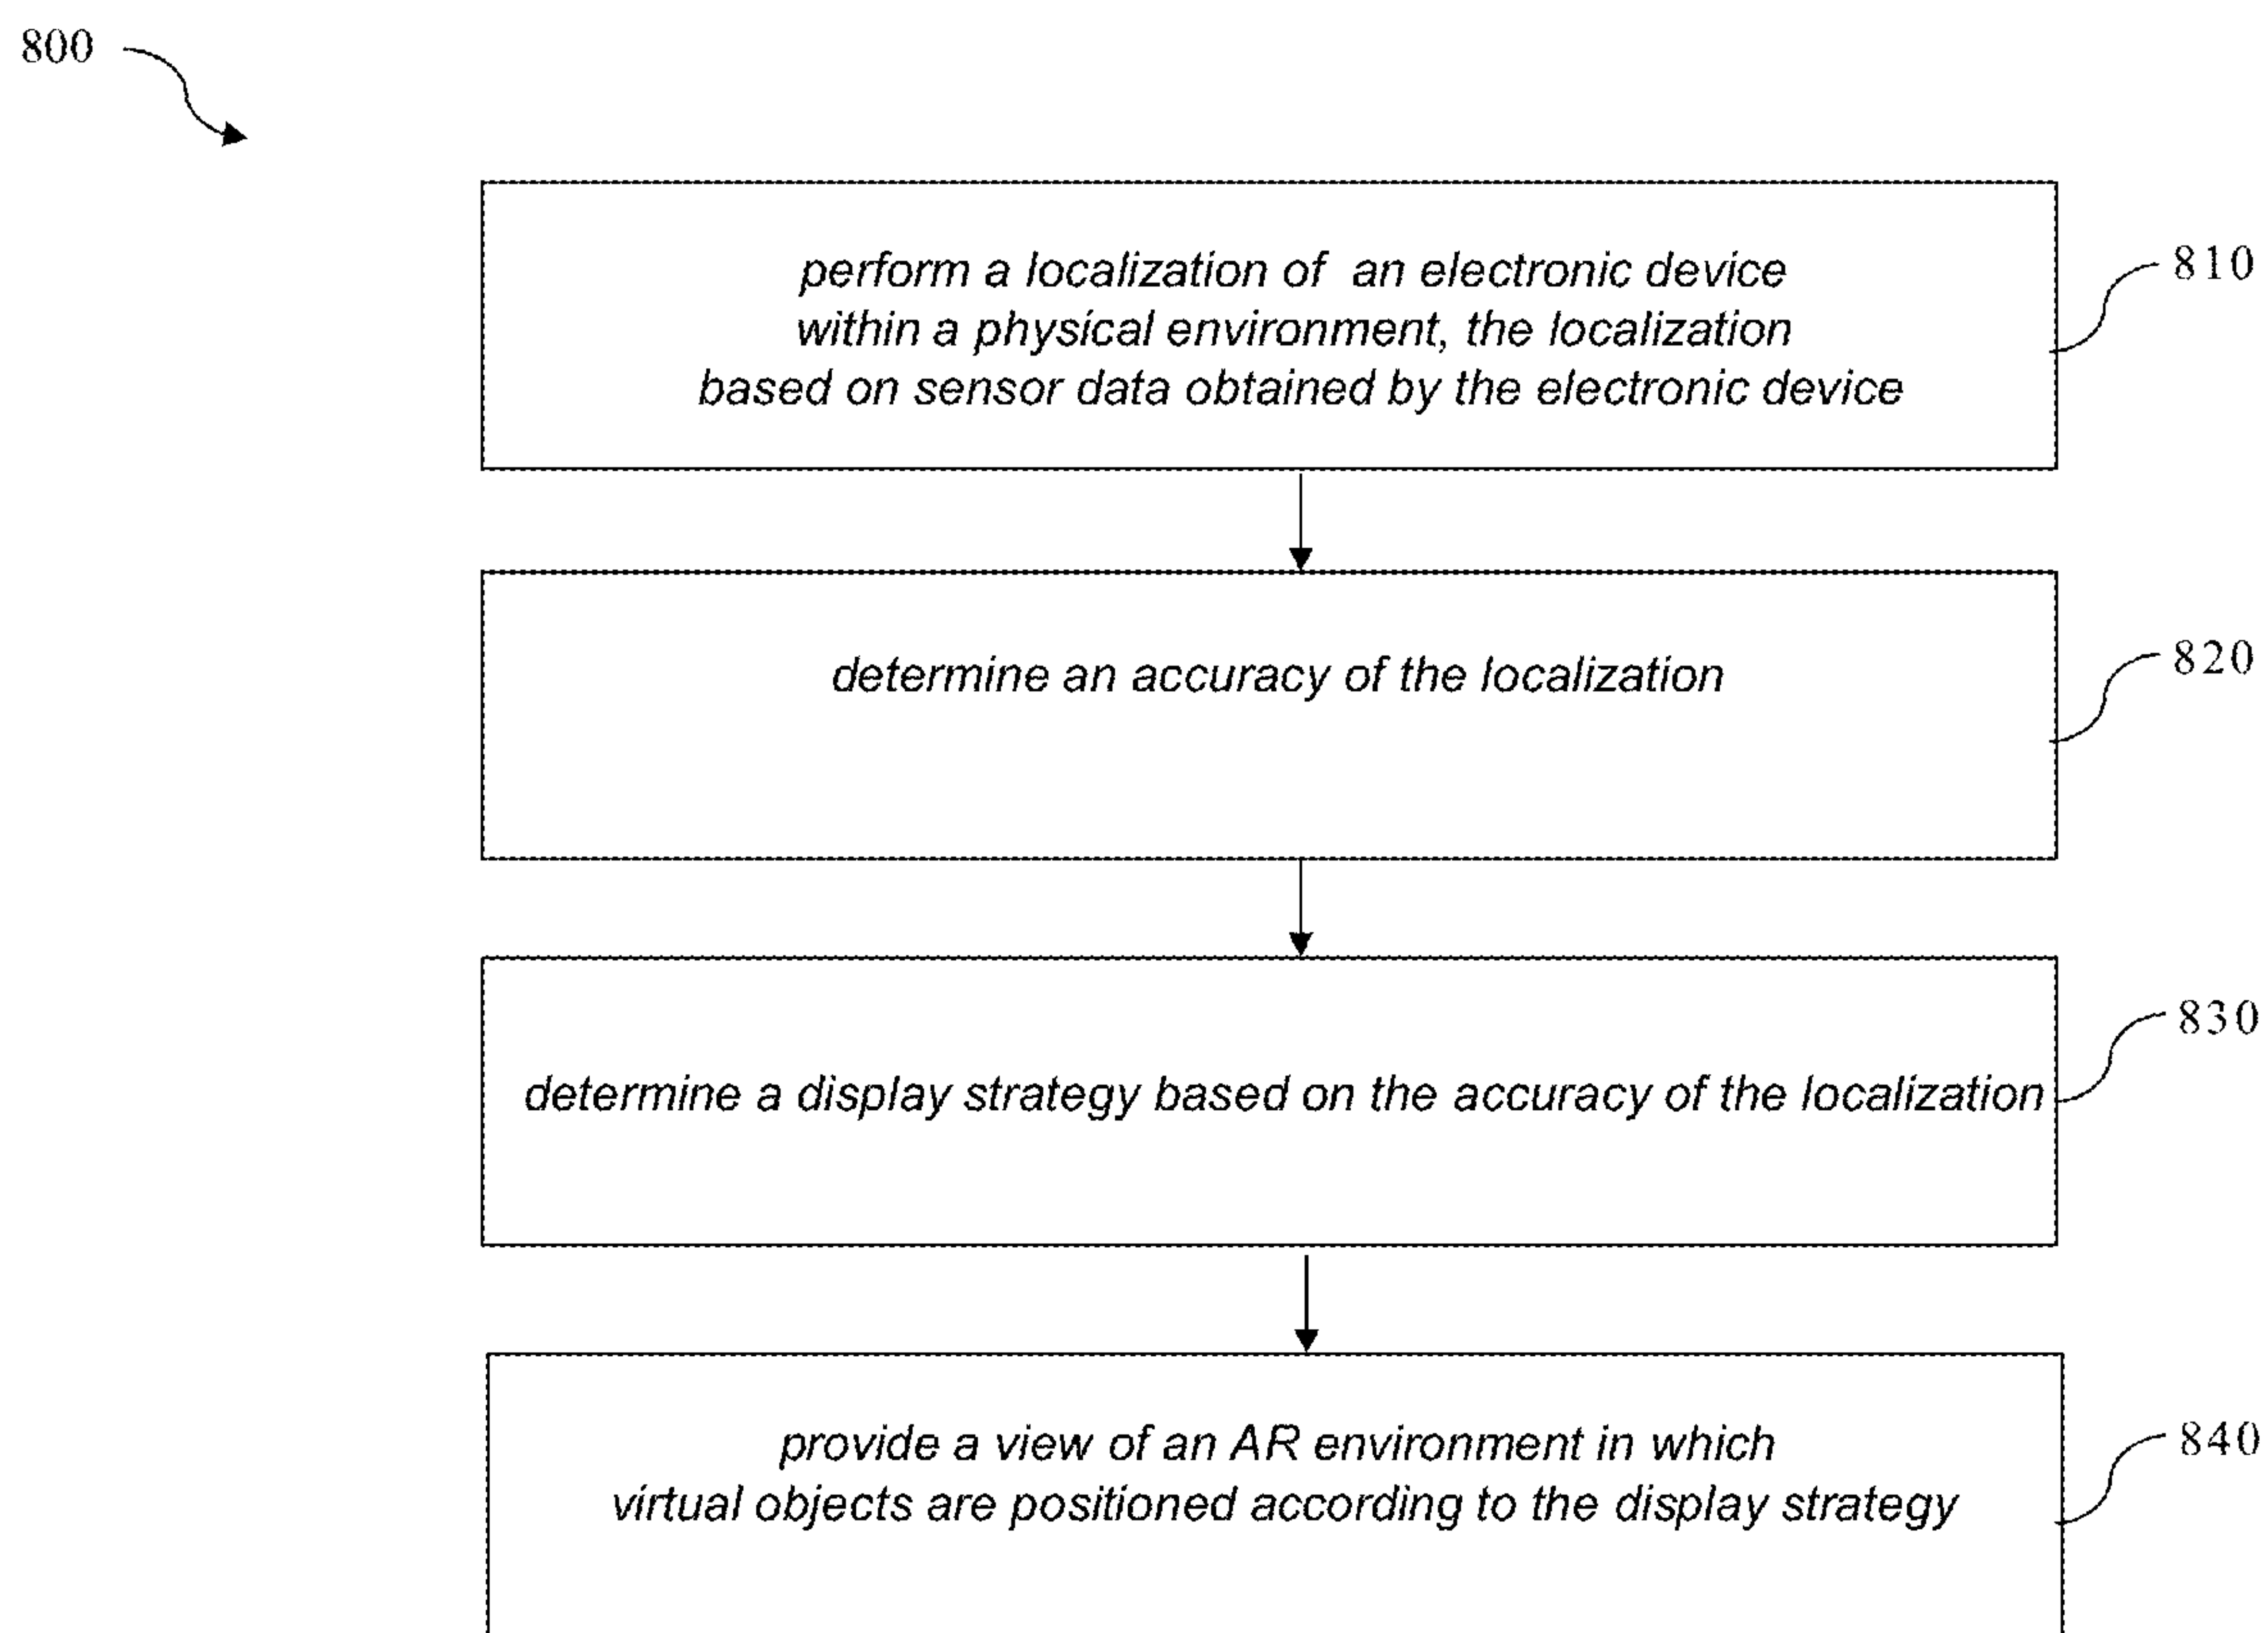 800
perform a localization of an electronic device
within a physical environment, the localization
based on sensor data obtained by the electronic device
810
determine an accuracy of the localization
820
determine a display strategy based on the accuracy of the localization
830
provide a view of an AR environment in which
virtual objects are positioned according to the display strategy
840